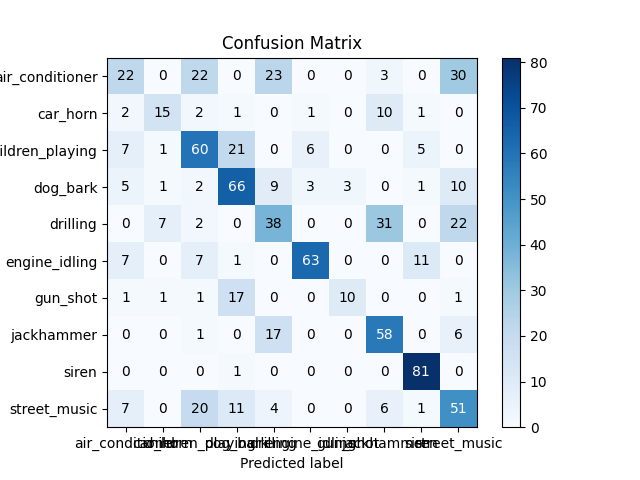 Confusion Matrix
air_conditioner 22 0 22 0 23 0 0 3 0 30
car_horn 2 15 2 1 0 1 0 10 1 0
ildren_playing 7 1 60 21 0 6 0 0 5 0
dog_bark 5 1 2 66 9 3 3 0 1 10
drilling 0 7 2 0 38 0 0 31 0 22
engine_idling 7 0 7 1 0 63 0 0 11 0
gun_shot 1 1 1 17 0 0 10 0 0 1
jackhammer 0 0 1 0 17 0 0 58 0 6
siren 0 0 0 1 0 0 0 0 81 0
street_music 7 0 20 11 4 0 0 6 1 51
80
70
60
50
40
30
20
10
0
street_music
Predicted label